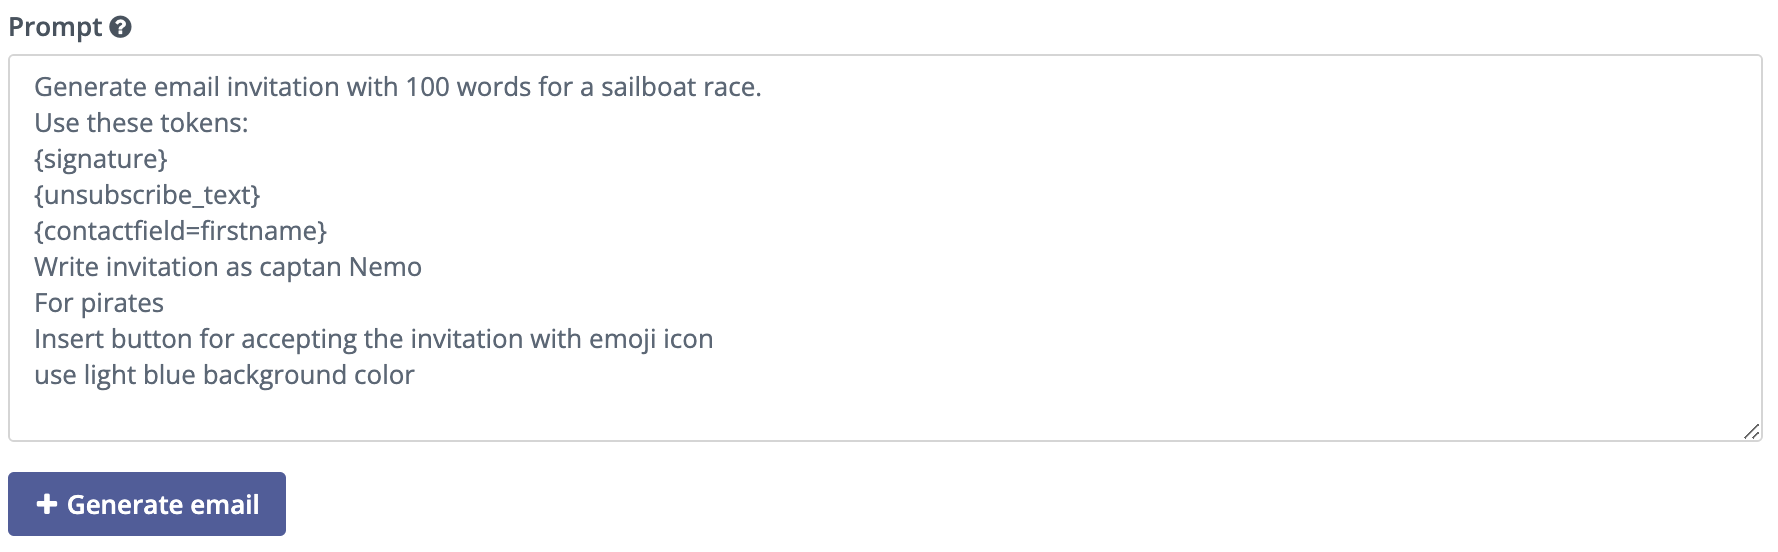 Prompt
Generate email invitation with 100 words for a sailboat race.
Use these tokens:
{signature}
{unsubscribe_text}
{contactfield=firstname}
Write invitation as captan Nemo
For pirates
Insert button for accepting the invitation with emoji icon
use light blue background color
+ Generate email